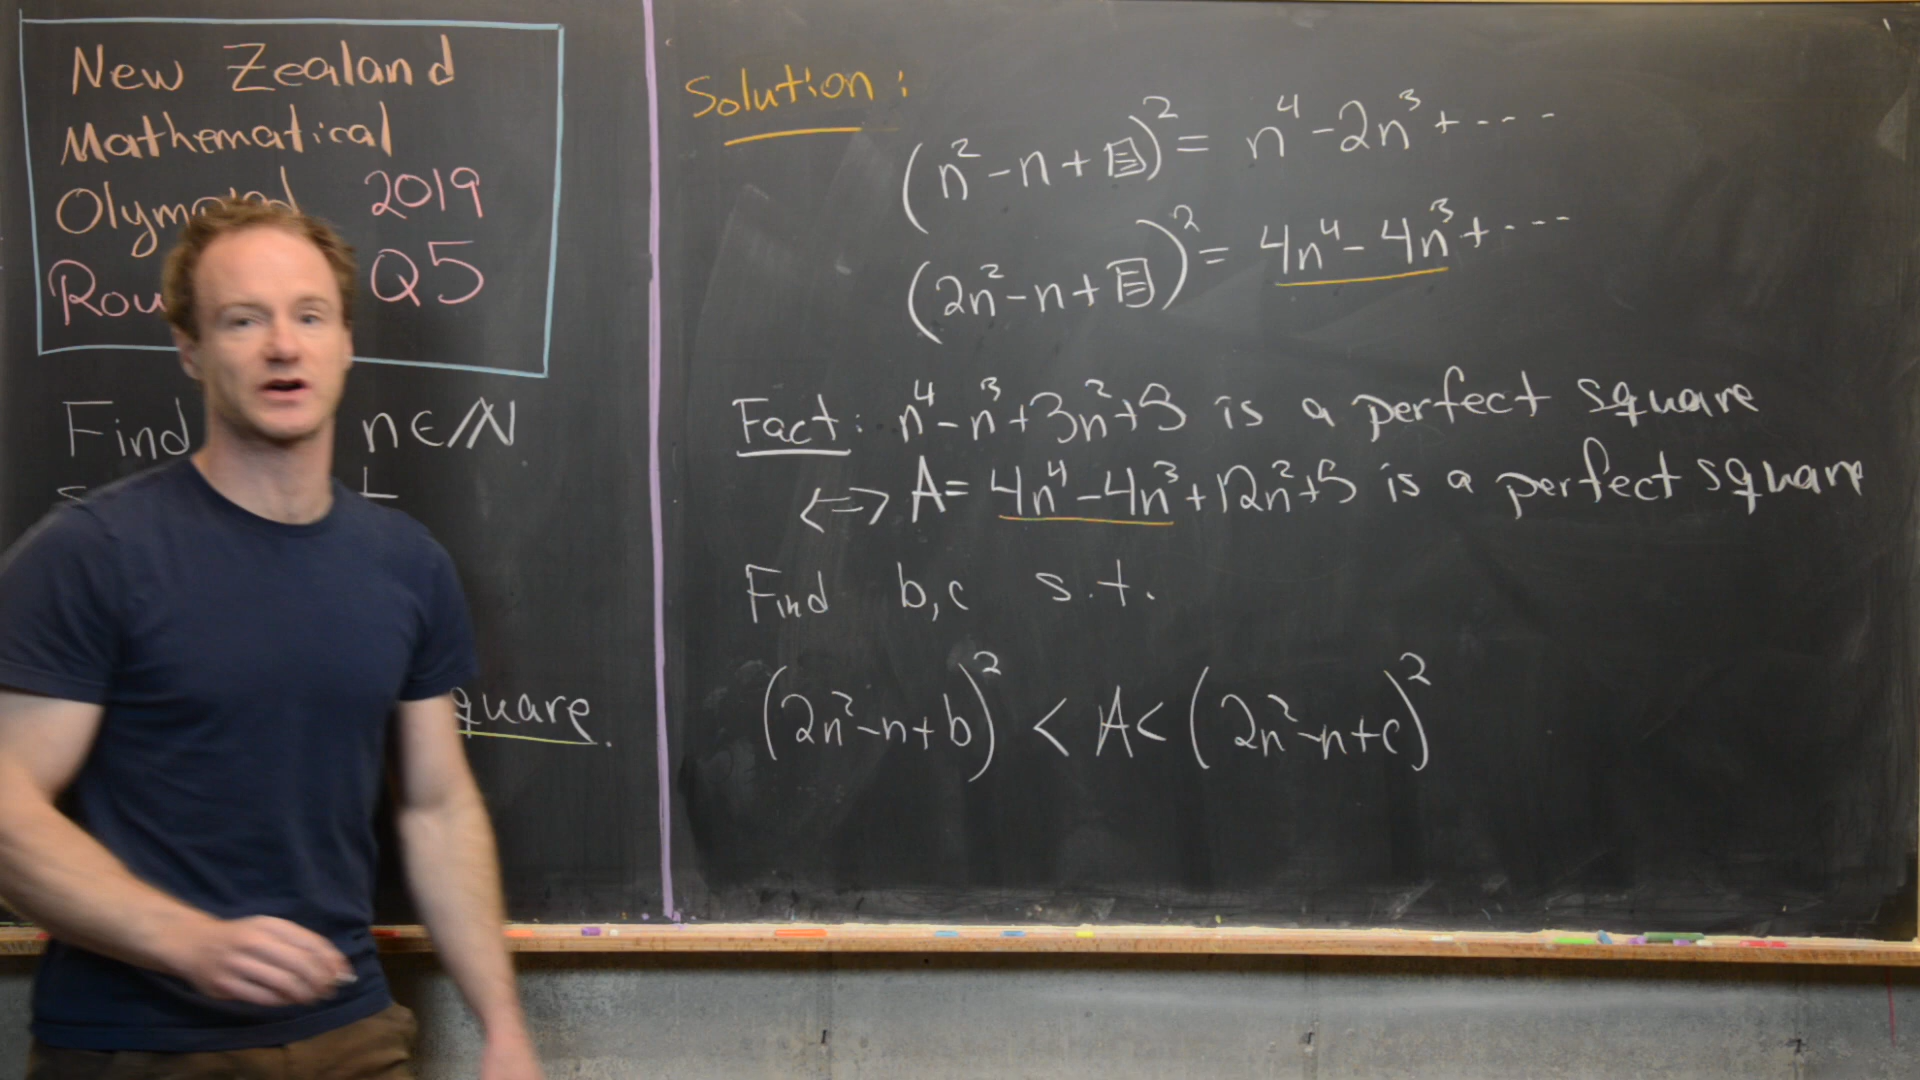 New Zealand
Mathematical
2019
Q5
Find n∈ℕ
Solution:
(n²-n+▤)² = n⁴-2n³+----
(2n²-n+▤)² = 4n⁴-4n³+----
Fact: n⁴-n³+3n²+5 is a perfect square
<=> A= 4n⁴-4n³+12n²+5 is a perfect square
Find b,c s.t.
(2n²-n+b)² < A < (2n²-n+c)²